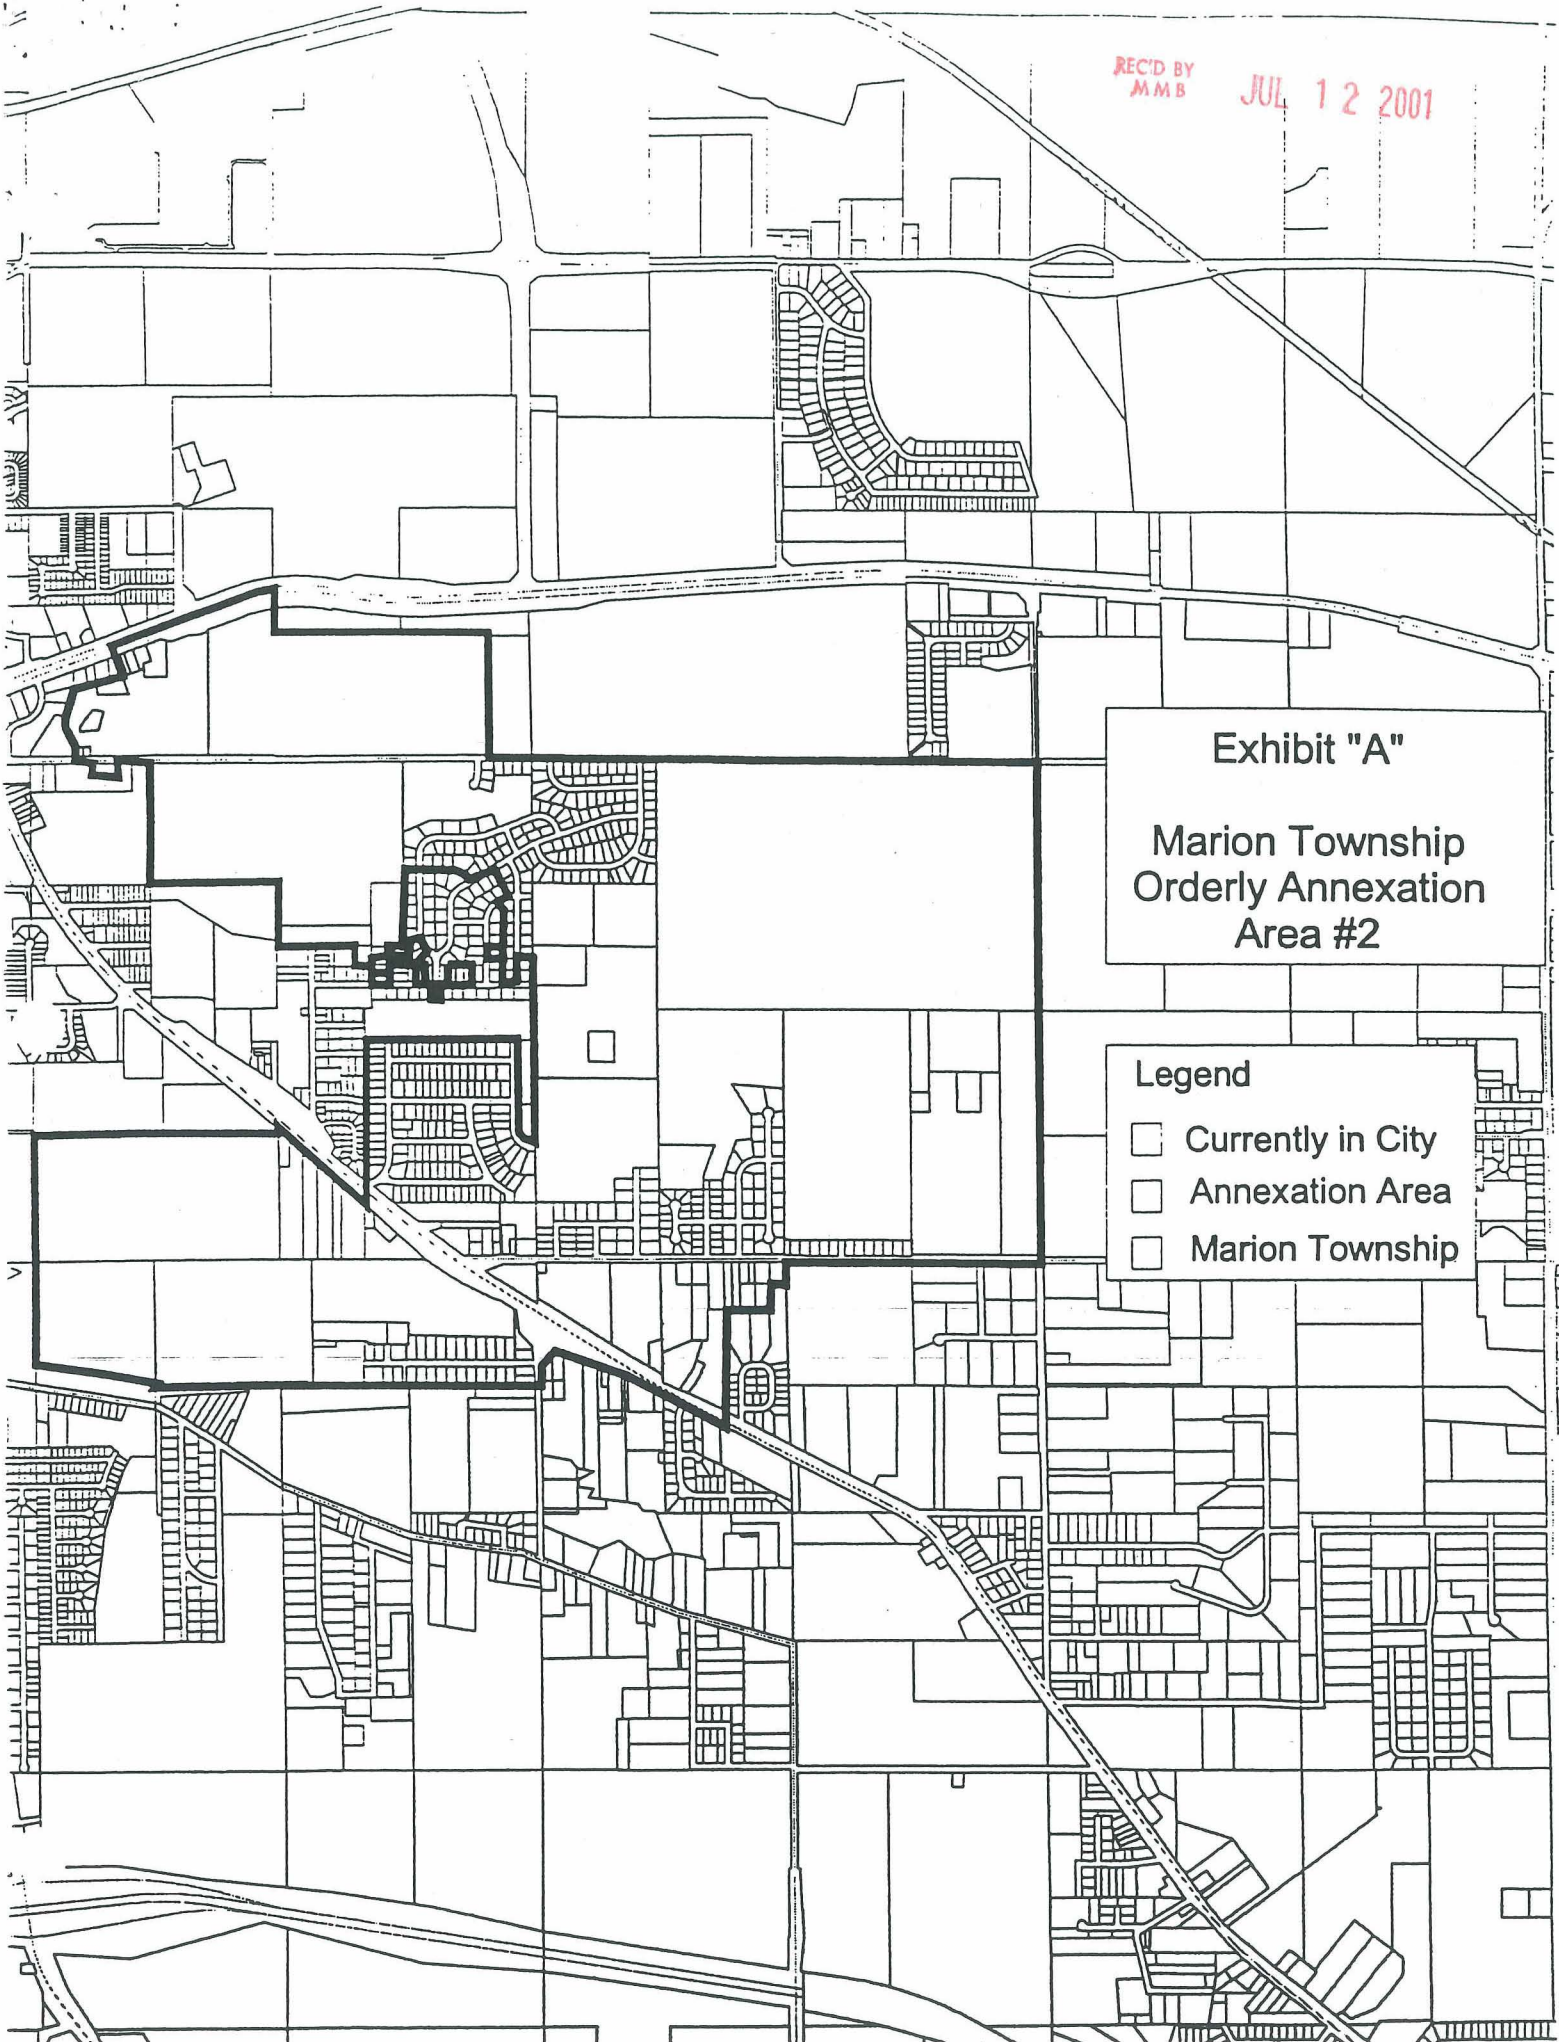 REC'D BY
MMB
JUL 12 2001
Exhibit "A"
Marion Township
Orderly Annexation
Area #2
Legend
Currently in City
Annexation Area
Marion Township